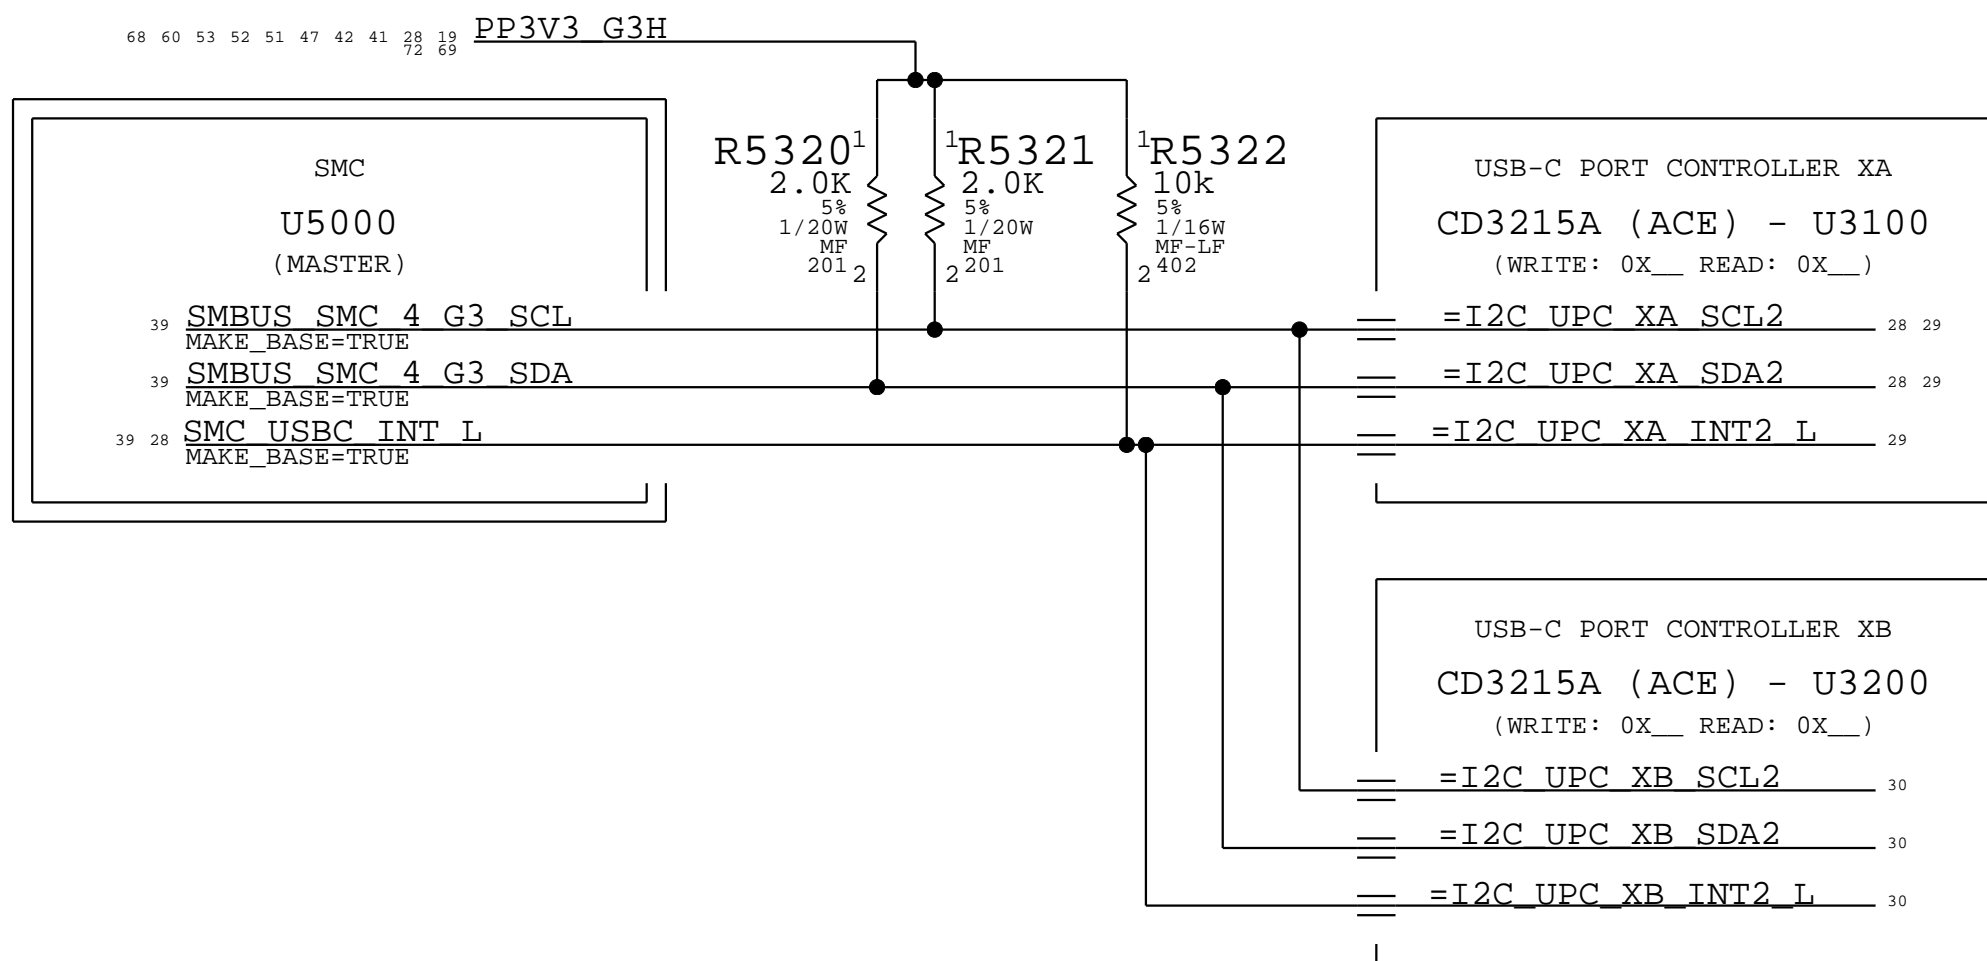 68 60 53 52 51 47 42 41 28 19 PP3V3_G3H
72 69
SMC
U5000
(MASTER)
39 SMBUS_SMC_4_G3_SCL
MAKE_BASE=TRUE
39 SMBUS_SMC_4_G3_SDA
MAKE_BASE=TRUE
39 28 SMC_USBC_INT_L
MAKE_BASE=TRUE
R5320 1
2.0K
5%
1/20W
MF
201 2
1 R5321
2.0K
5%
1/20W
MF
2 201
1 R5322
10k
5%
1/16W
MF-LF
2 402
USB-C PORT CONTROLLER XA
CD3215A (ACE) - U3100
(WRITE: 0X__ READ: 0X__)
=I2C_UPC_XA_SCL2 28 29
=I2C_UPC_XA_SDA2 28 29
=I2C_UPC_XA_INT2_L 29
USB-C PORT CONTROLLER XB
CD3215A (ACE) - U3200
(WRITE: 0X__ READ: 0X__)
=I2C_UPC_XB_SCL2 30
=I2C_UPC_XB_SDA2 30
=I2C_UPC_XB_INT2_L 30